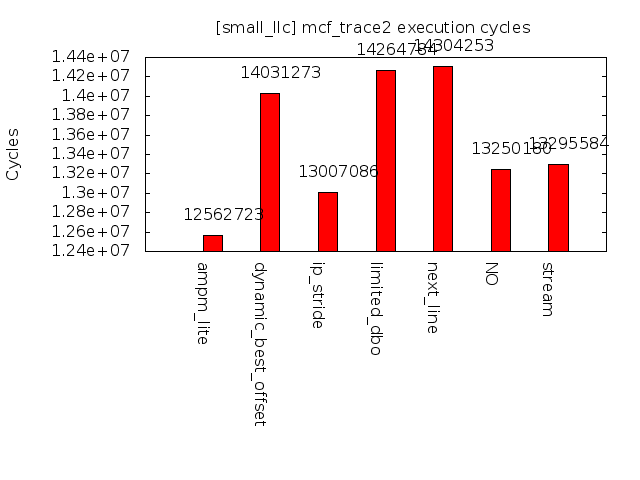 [small_llc] mcf_trace2 execution cycles
Cycles
1.44e+07
1.42e+07
1.4e+07
1.38e+07
1.36e+07
1.34e+07
1.32e+07
1.3e+07
1.28e+07
1.26e+07
1.24e+07
12562723
14031273
13007086
14304253
13295584
ampm_lite
dynamic_best_offset
ip_stride
limited_dbo
next_line
NO
stream